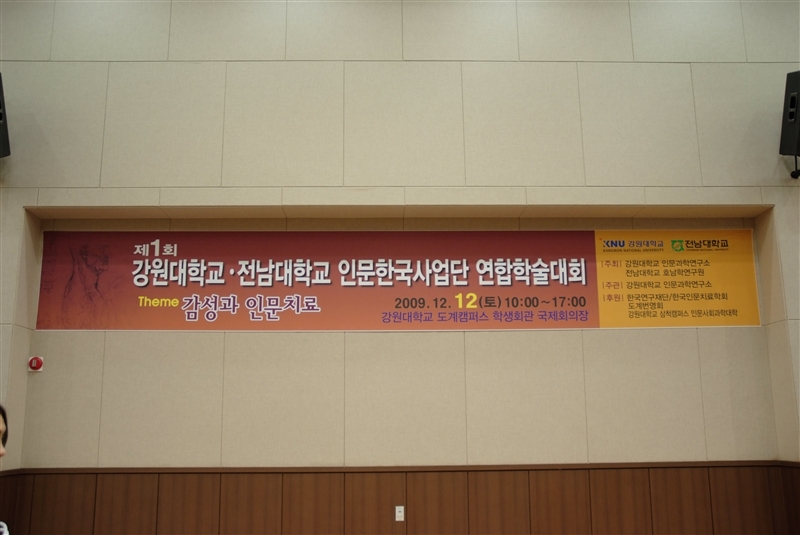 제1회
강원대학교·전남대학교 인문한국사업단 연합학술대회
Theme 감성과 인문치료
2009.12.12(토) 10:00~17:00
강원대학교 도계캠퍼스 학생회관 국제회의장
KNU 강원대학교
KANGWON NATIONAL UNIVERSITY
전남대학교
|주최| 강원대학교 인문과학연구소
전남대학교 호남학연구원
|주관| 강원대학교 인문과학연구소
|후원| 한국연구재단/한국인문치료학회
도계번영회
강원대학교 삼척캠퍼스 인문사회과학대학